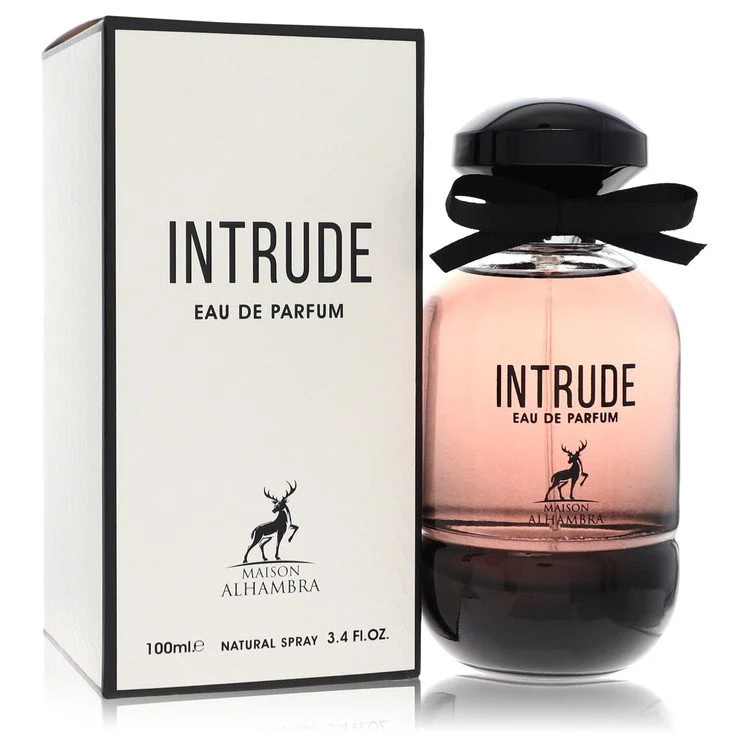 INTRUDE
EAU DE PARFUM
MAISON
ALHAMBRA
100ml.e NATURAL SPRAY 3.4 Fl.OZ.
INTRUDE
EAU DE PARFUM
MAISON
ALHAMBRA